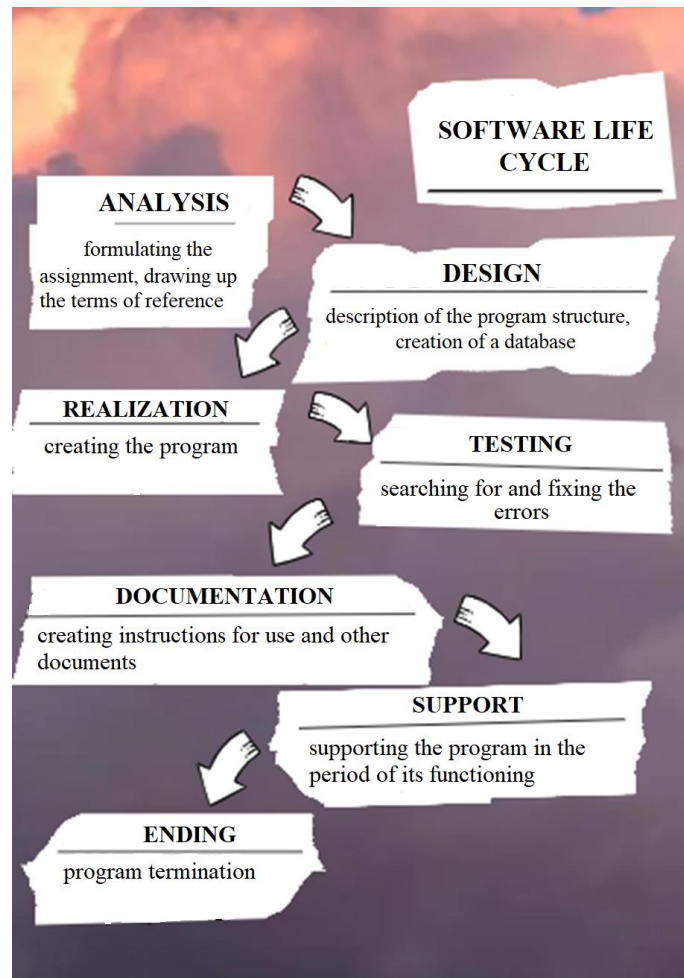 SOFTWARE LIFE
CYCLE
ANALYSIS
formulating the
assignment, drawing up
the terms of reference
DESIGN
description of the program structure,
creation of a database
REALIZATION
creating the program
TESTING
searching for and fixing the
errors
DOCUMENTATION
creating instructions for use and other
documents
SUPPORT
supporting the program in the
period of its functioning
ENDING
program termination